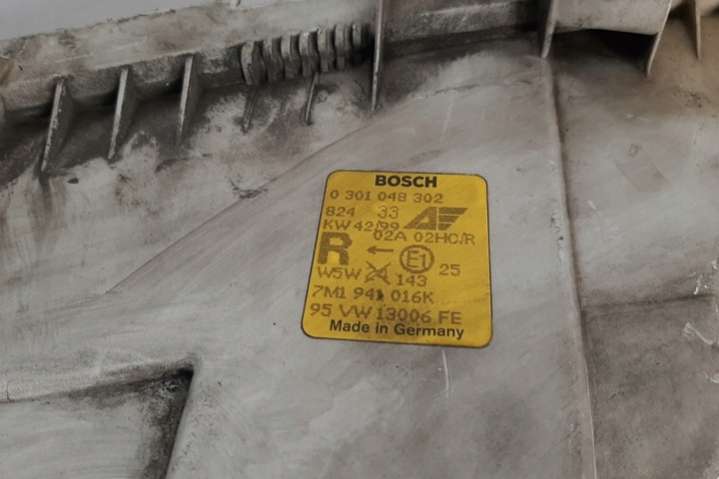 BOSCH
0 301 048 302
824 33
KW 42/99
02A 02HC/R
R ← E1 25
W5W 24 143
7M1 941 016K
95 VW 13006 FE
Made in Germany